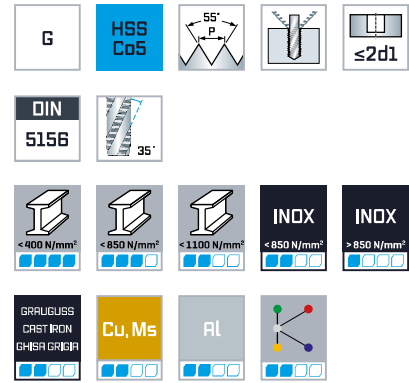 G
HSS
Co5
55°
P
≤2d1
DIN
5156
35°
<400 N/mm²
<850 N/mm²
<1100 N/mm²
INOX
<850 N/mm²
INOX
>850 N/mm²
GRAUGUSS
CAST IRON
GHISA GRIGIA
Cu, Ms
Al